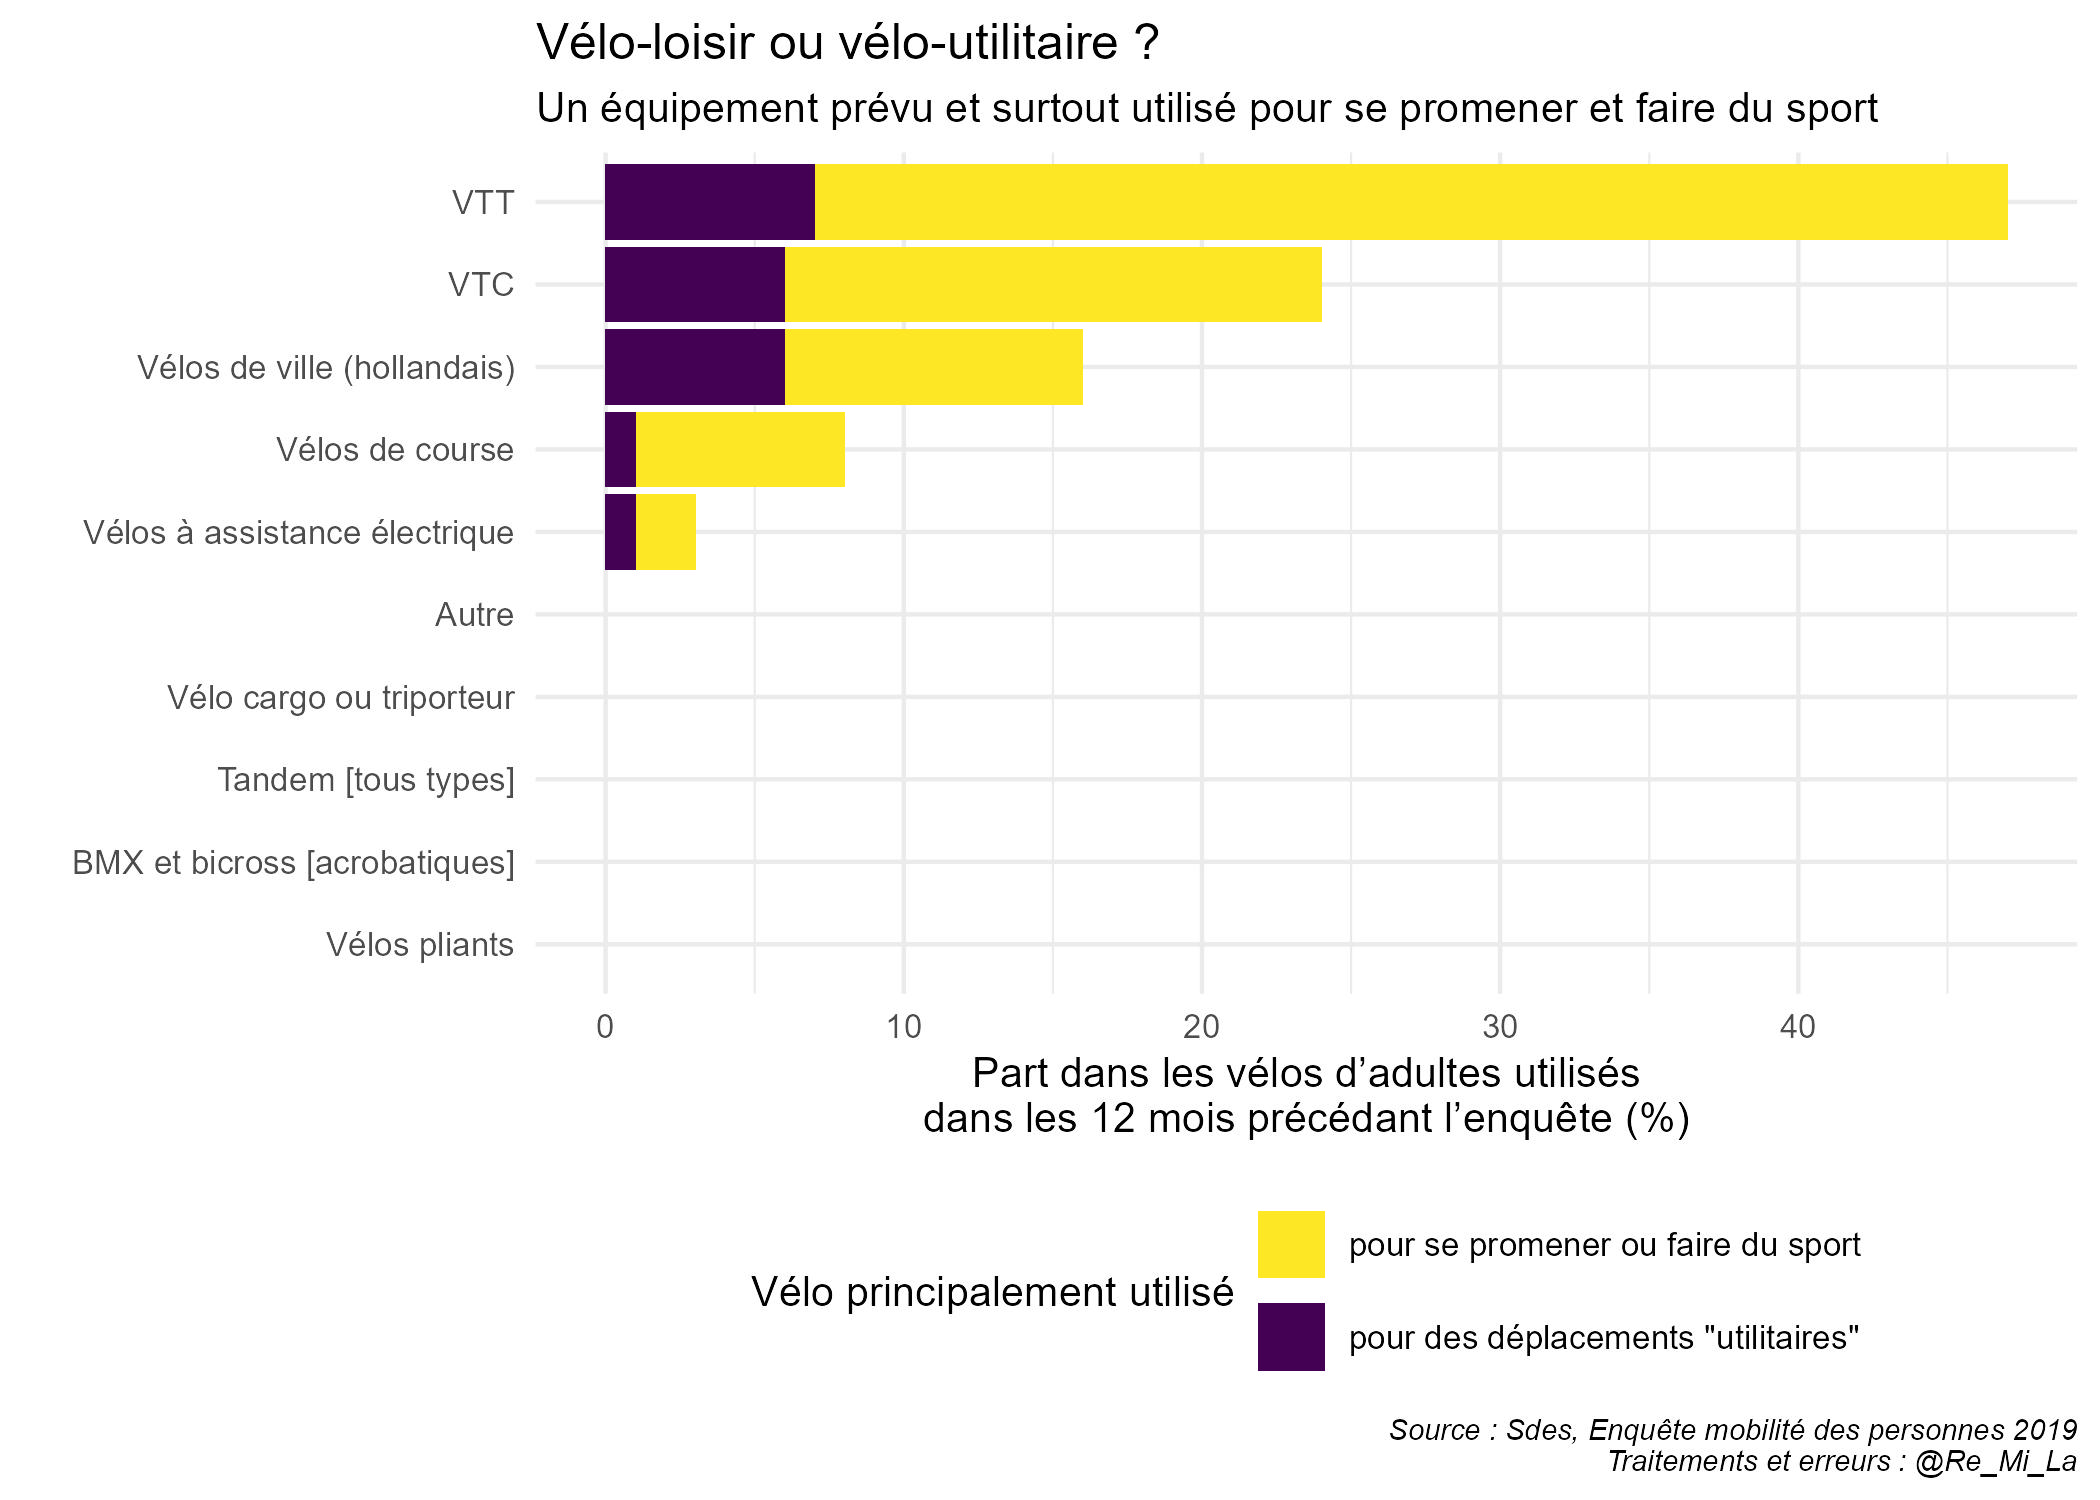 Vélo-loisir ou vélo-utilitaire ?
Un équipement prévu et surtout utilisé pour se promener et faire du sport
VTT
VTC
Vélos de ville (hollandais)
Vélos de course
Vélos à assistance électrique
Autre
Vélo cargo ou triporteur
Tandem [tous types]
BMX et bicross [acrobatiques]
Vélos pliants
0 10 20 30 40
Part dans les vélos d’adultes utilisés
dans les 12 mois précédant l’enquête (%)
Vélo principalement utilisé
pour se promener ou faire du sport
pour des déplacements "utilitaires"
Source : Sdes, Enquête mobilité des personnes 2019
Traitements et erreurs : @Re_Mi_La